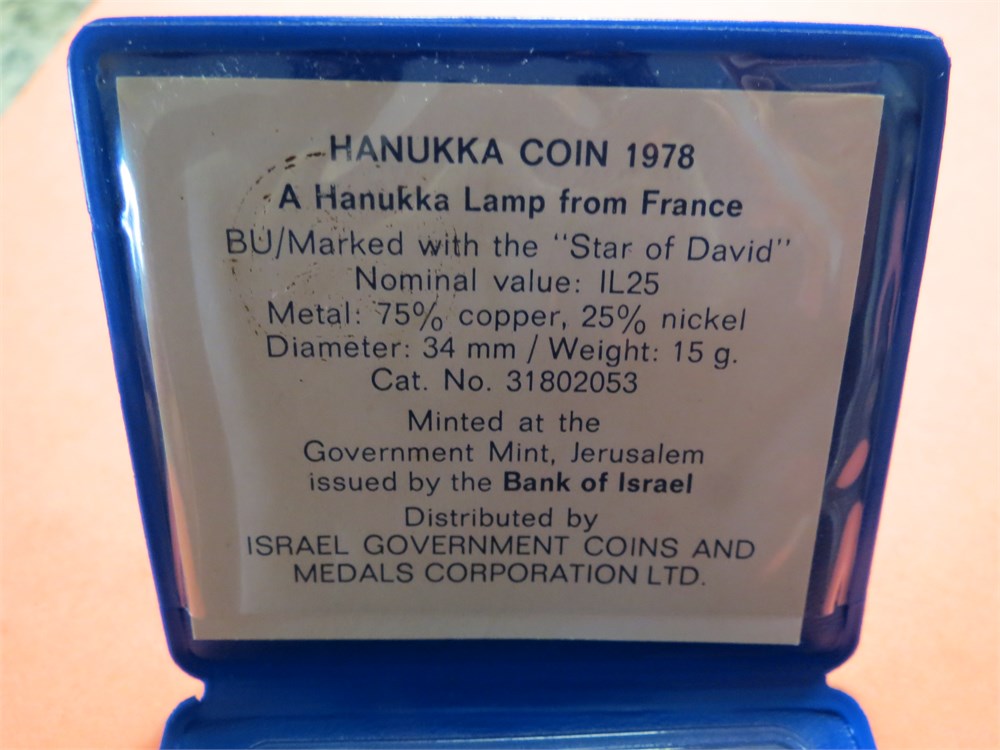 HANUKKA COIN 1978
A Hanukka Lamp from France
BU/Marked with the "Star of David"
Nominal value: IL25
Metal: 75% copper, 25% nickel
Diameter: 34 mm / Weight: 15 g.
Cat. No. 31802053
Minted at the
Government Mint, Jerusalem
issued by the Bank of Israel
Distributed by
ISRAEL GOVERNMENT COINS AND
MEDALS CORPORATION LTD.